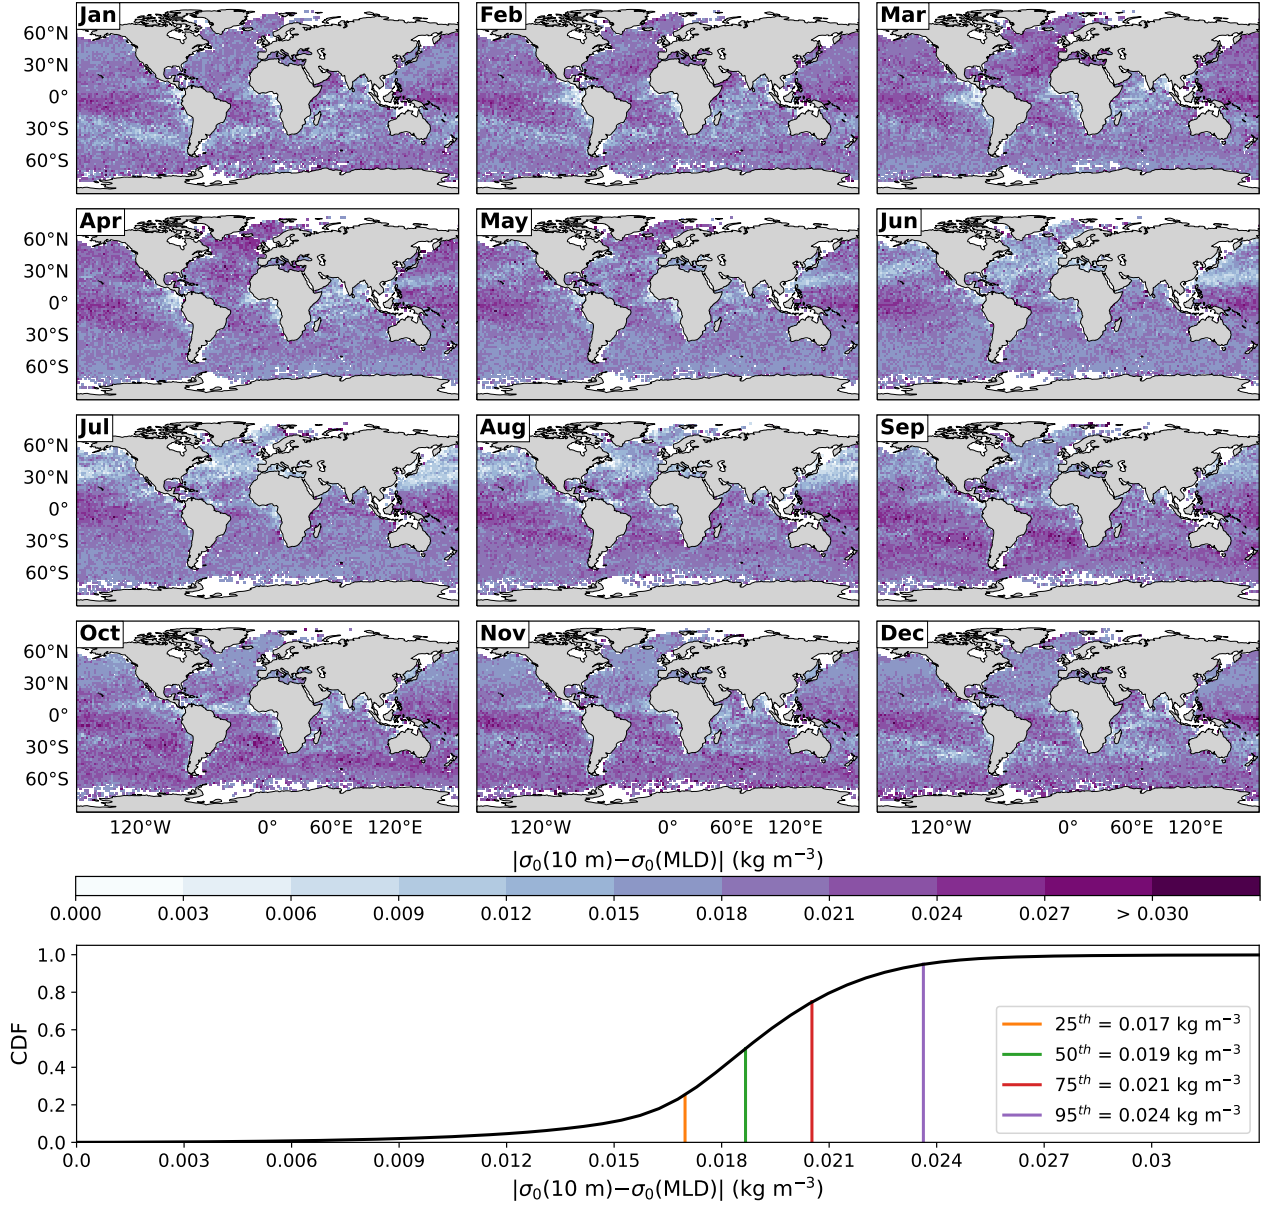 Jan Feb Mar
60°N
30°N
0°
30°S
60°S
Apr May Jun
60°N
30°N
0°
30°S
60°S
Jul Aug Sep
60°N
30°N
0°
30°S
60°S
Oct Nov Dec
60°N
30°N
0°
30°S
60°S
120°W 0° 60°E 120°E 120°W 0° 60°E 120°E 120°W 0° 60°E 120°E
|σ₀(10 m)−σ₀(MLD)| (kg m⁻³)
0.000 0.003 0.006 0.009 0.012 0.015 0.018 0.021 0.024 0.027 > 0.030
1.0
0.8
0.6
0.4
0.2
0.0
CDF
25ᵗʰ = 0.017 kg m⁻³
50ᵗʰ = 0.019 kg m⁻³
75ᵗʰ = 0.021 kg m⁻³
95ᵗʰ = 0.024 kg m⁻³
0.0 0.003 0.006 0.009 0.012 0.015 0.018 0.021 0.024 0.027 0.03
|σ₀(10 m)−σ₀(MLD)| (kg m⁻³)